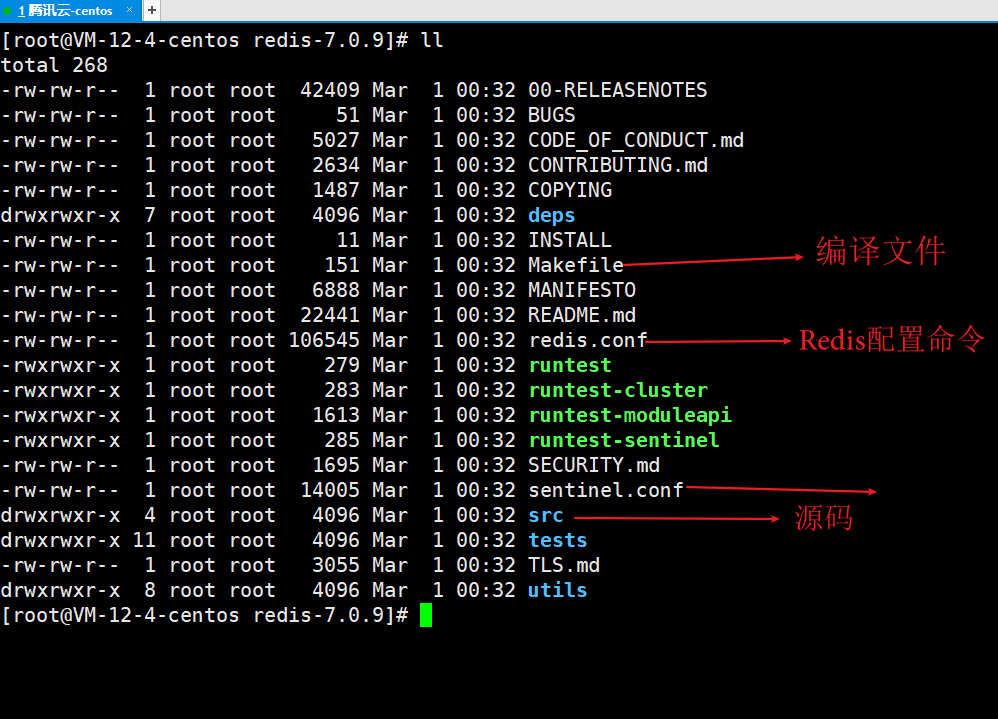 1 腾讯云-centos × +
[root@VM-12-4-centos redis-7.0.9]# ll
total 268
-rw-rw-r--  1 root root  42409 Mar  1 00:32 00-RELEASENOTES
-rw-rw-r--  1 root root     51 Mar  1 00:32 BUGS
-rw-rw-r--  1 root root   5027 Mar  1 00:32 CODE_OF_CONDUCT.md
-rw-rw-r--  1 root root   2634 Mar  1 00:32 CONTRIBUTING.md
-rw-rw-r--  1 root root   1487 Mar  1 00:32 COPYING
drwxrwxr-x  7 root root   4096 Mar  1 00:32 deps
-rw-rw-r--  1 root root     11 Mar  1 00:32 INSTALL
-rw-rw-r--  1 root root    151 Mar  1 00:32 Makefile 编译文件
-rw-rw-r--  1 root root   6888 Mar  1 00:32 MANIFESTO
-rw-rw-r--  1 root root  22441 Mar  1 00:32 README.md
-rw-rw-r--  1 root root 106545 Mar  1 00:32 redis.conf Redis配置命令
-rwxrwxr-x  1 root root    279 Mar  1 00:32 runtest
-rwxrwxr-x  1 root root    283 Mar  1 00:32 runtest-cluster
-rwxrwxr-x  1 root root   1613 Mar  1 00:32 runtest-moduleapi
-rwxrwxr-x  1 root root    285 Mar  1 00:32 runtest-sentinel
-rw-rw-r--  1 root root   1695 Mar  1 00:32 SECURITY.md
-rw-rw-r--  1 root root  14005 Mar  1 00:32 sentinel.conf
drwxrwxr-x  4 root root   4096 Mar  1 00:32 src 源码
drwxrwxr-x 11 root root   4096 Mar  1 00:32 tests
-rw-rw-r--  1 root root   3055 Mar  1 00:32 TLS.md
drwxrwxr-x  8 root root   4096 Mar  1 00:32 utils
[root@VM-12-4-centos redis-7.0.9]#